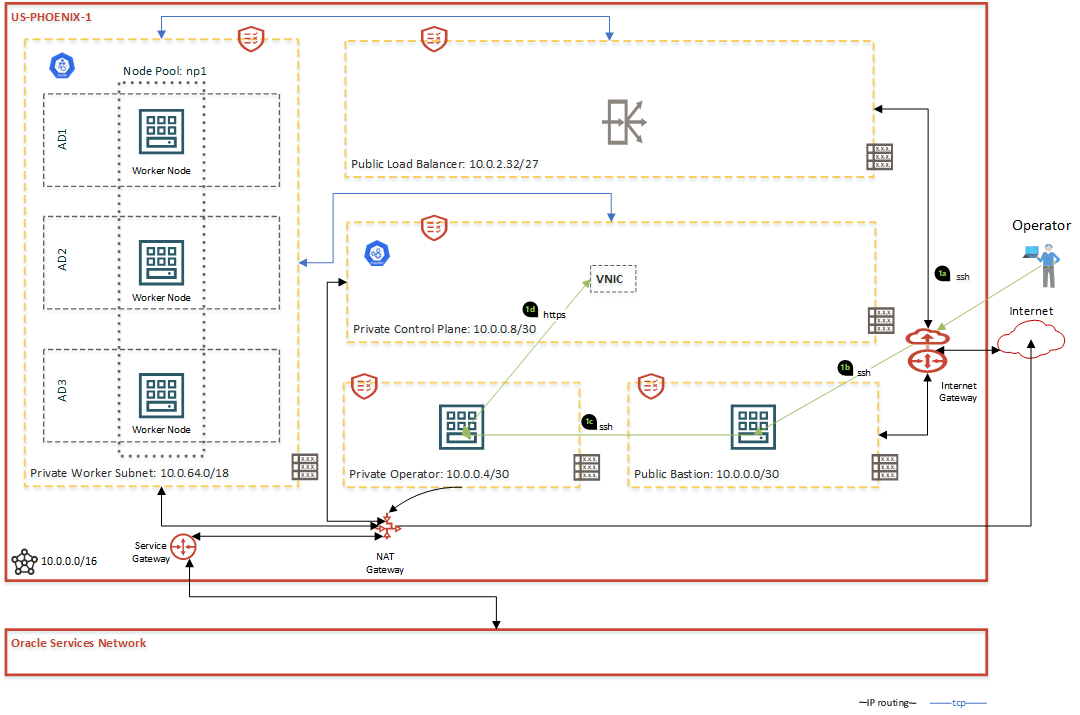 US-PHOENIX-1
Node Pool: np1
AD1
Worker Node
AD2
Worker Node
AD3
Worker Node
Private Worker Subnet: 10.0.64.0/18
Public Load Balancer: 10.0.2.32/27
VNIC
1d
https
Private Control Plane: 10.0.0.8/30
Operator
1a
ssh
Internet
1b
ssh
Internet
Gateway
1c
ssh
Private Operator: 10.0.0.4/30
Public Bastion: 10.0.0.0/30
Service
Gateway
NAT
Gateway
10.0.0.0/16
Oracle Services Network
IP routing
tcp